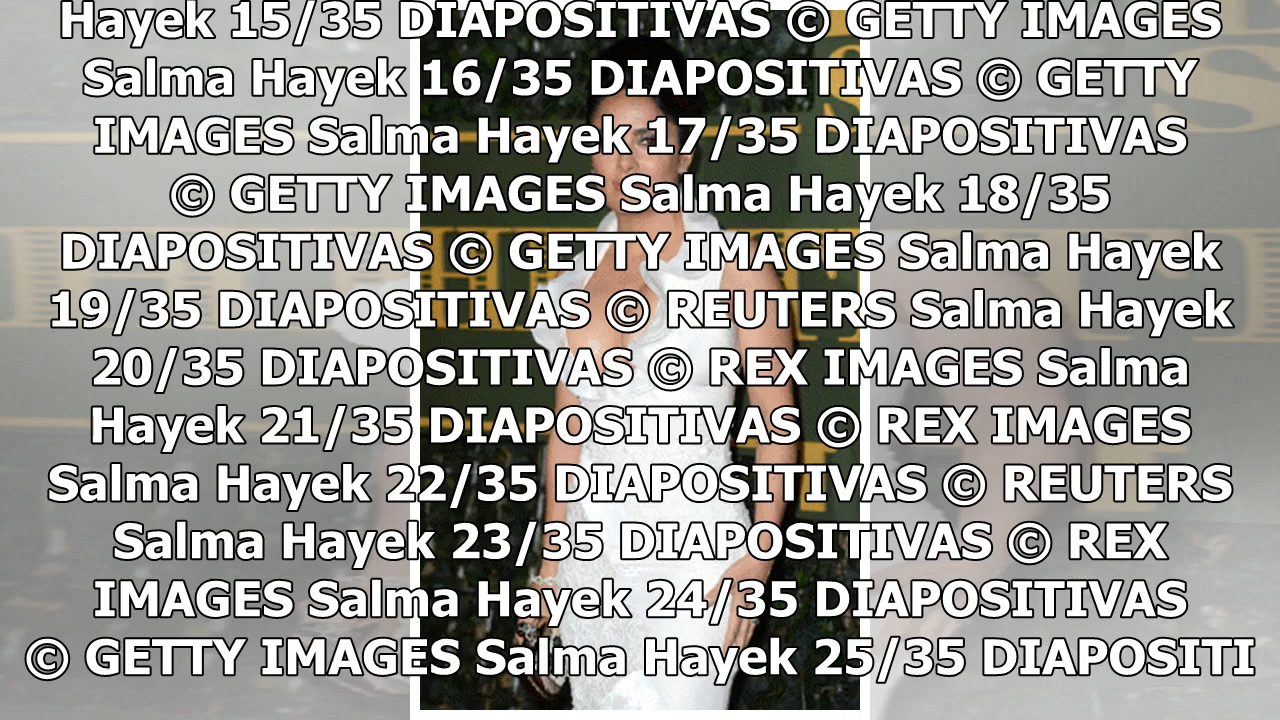 Hayek 15/35 DIAPOSITIVAS © GETTY IMAGES
Salma Hayek 16/35 DIAPOSITIVAS © GETTY
IMAGES Salma Hayek 17/35 DIAPOSITIVAS
© GETTY IMAGES Salma Hayek 18/35
DIAPOSITIVAS © GETTY IMAGES Salma Hayek
19/35 DIAPOSITIVAS © REUTERS Salma Hayek
20/35 DIAPOSITIVAS © REX IMAGES Salma
Hayek 21/35 DIAPOSITIVAS © REX IMAGES
Salma Hayek 22/35 DIAPOSITIVAS © REUTERS
Salma Hayek 23/35 DIAPOSITIVAS © REX
IMAGES Salma Hayek 24/35 DIAPOSITIVAS
© GETTY IMAGES Salma Hayek 25/35 DIAPOSITI